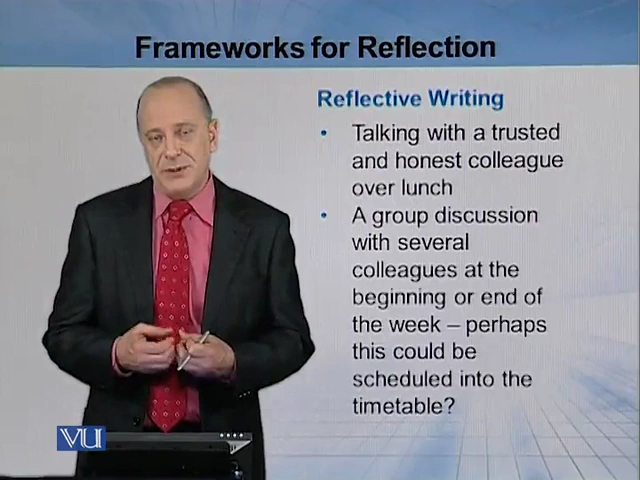 Frameworks for Reflection
Reflective Writing
• Talking with a trusted
and honest colleague
over lunch
• A group discussion
with several
colleagues at the
beginning or end of
the week – perhaps
this could be
scheduled into the
timetable?
VU